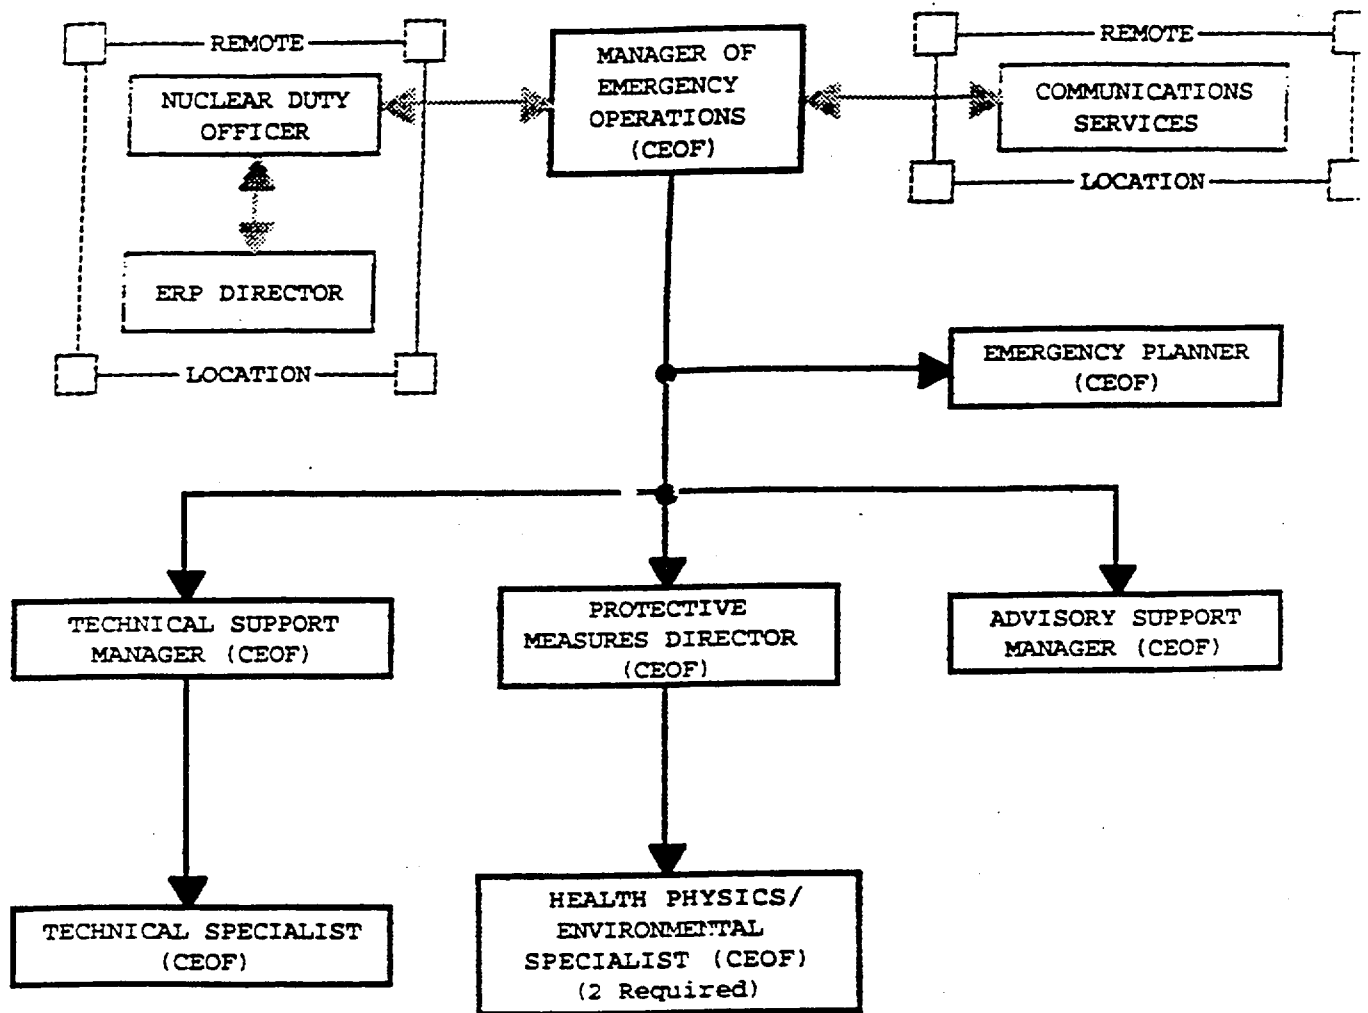 REMOTE
NUCLEAR DUTY
OFFICER
ERP DIRECTOR
LOCATION
MANAGER OF
EMERGENCY
OPERATIONS
(CEOF)
REMOTE
COMMUNICATIONS
SERVICES
LOCATION
EMERGENCY PLANNER
(CEOF)
TECHNICAL SUPPORT
MANAGER (CEOF)
PROTECTIVE
MEASURES DIRECTOR
(CEOF)
ADVISORY SUPPORT
MANAGER (CEOF)
TECHNICAL SPECIALIST
(CEOF)
HEALTH PHYSICS/
ENVIRONMENTAL
SPECIALIST (CEOF)
(2 Required)